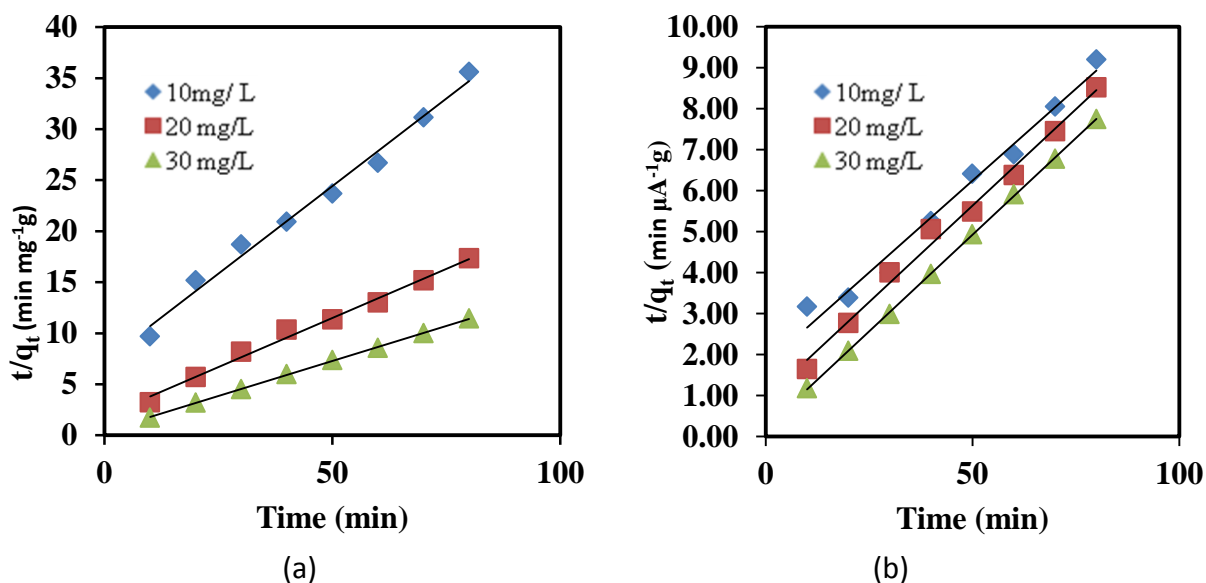 40
35
30
25
20
15
10
5
0
t/qt (min mg-1g)
10mg/ L
20 mg/L
30 mg/L
0
50
100
Time (min)
(a)
10.00
9.00
8.00
7.00
6.00
5.00
4.00
3.00
2.00
1.00
0.00
t/qt (min µA-1g)
10mg/ L
20 mg/L
30 mg/L
0
50
100
Time (min)
(b)